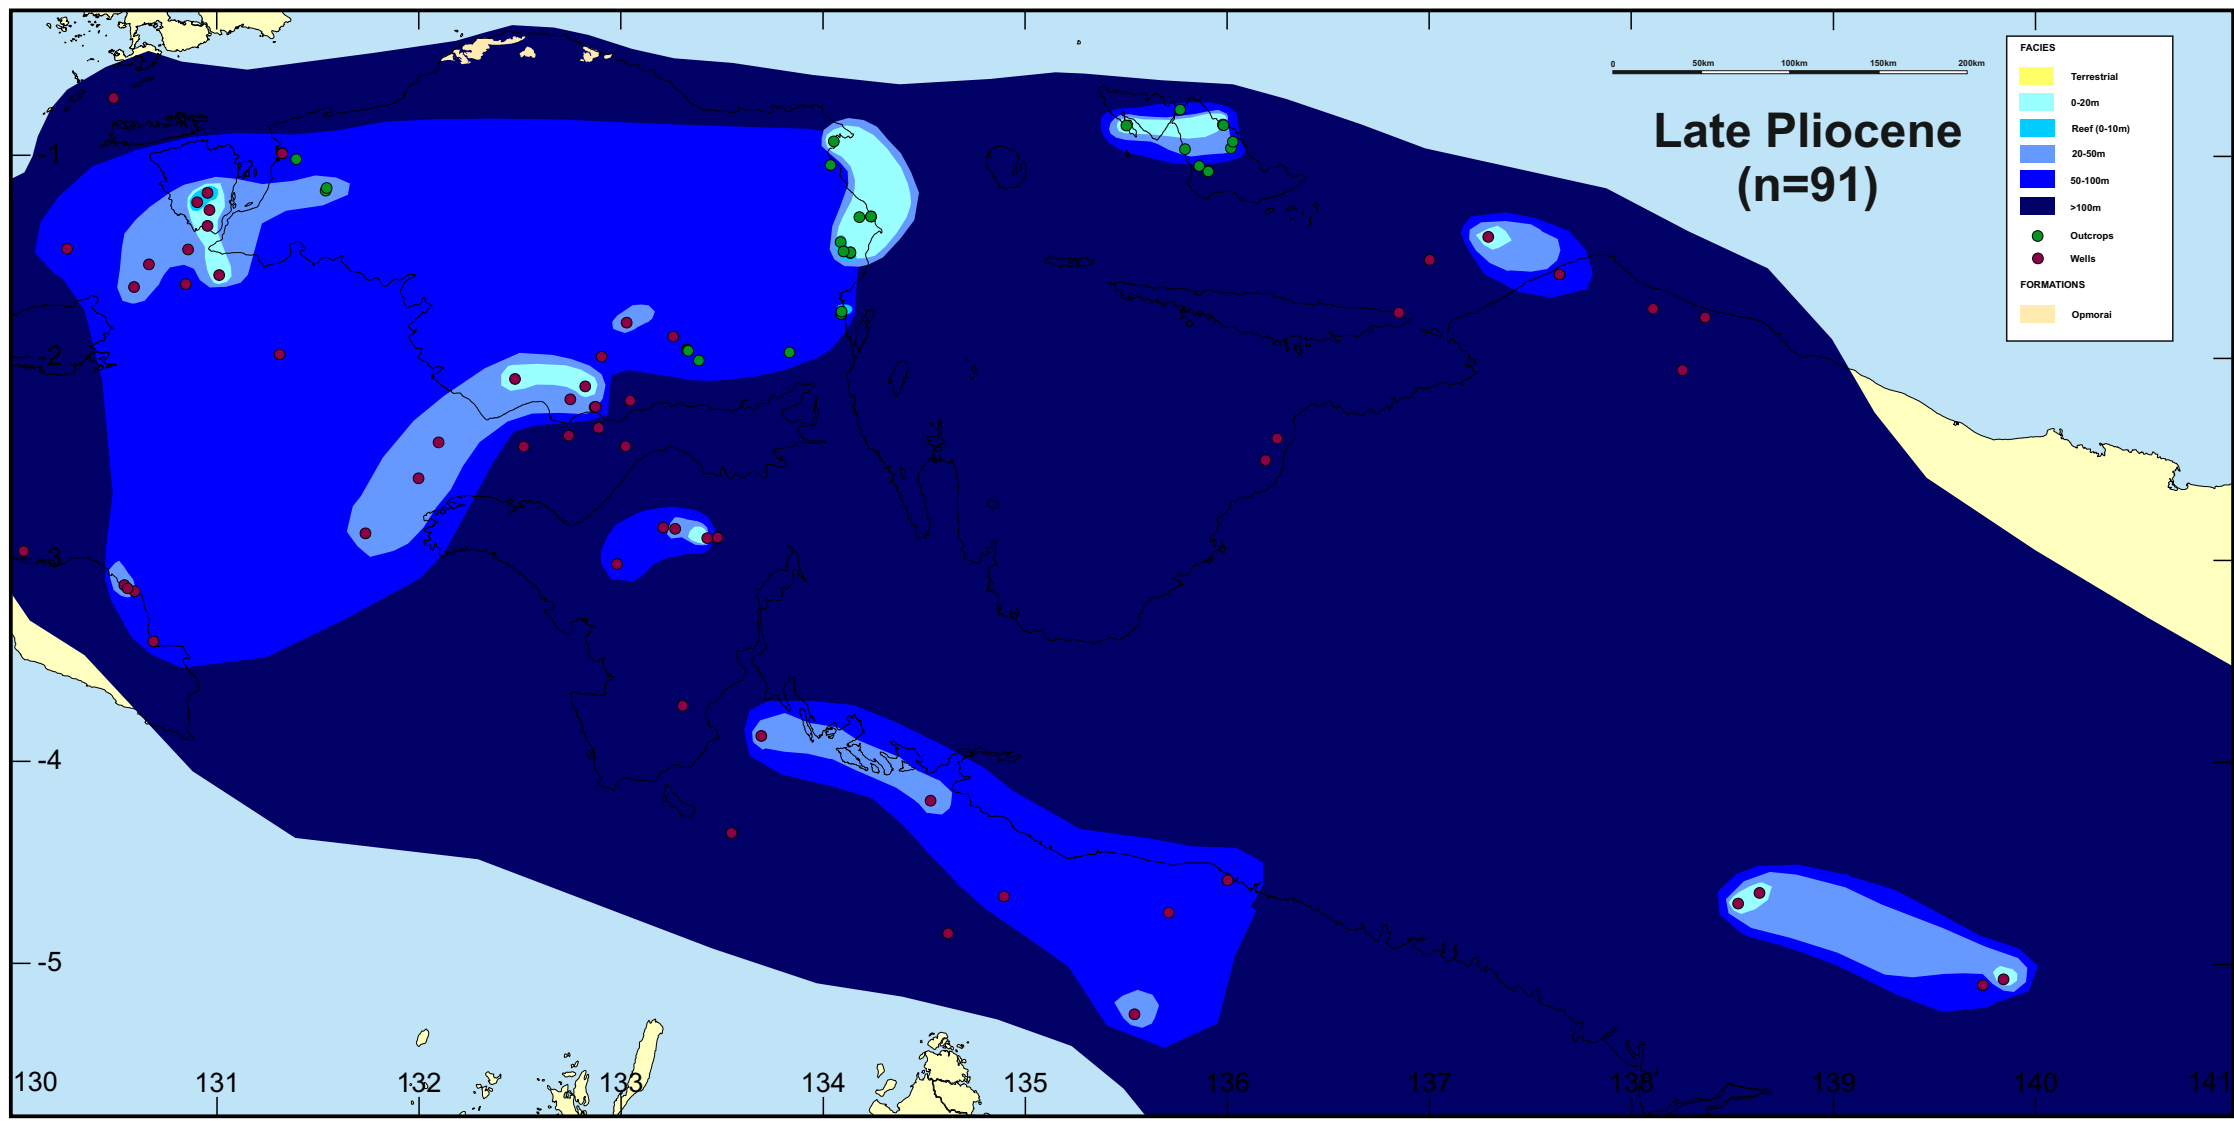 0 50km 100km 150km 200km
Late Pliocene
(n=91)
FACIES
Terrestrial
0-20m
Reef (0-10m)
20-50m
50-100m
>100m
Outcrops
Wells
FORMATIONS
Opmorai
-1
-2
-3
-4
-5
130 131 132 133 134 135 136 137 138 139 140 141